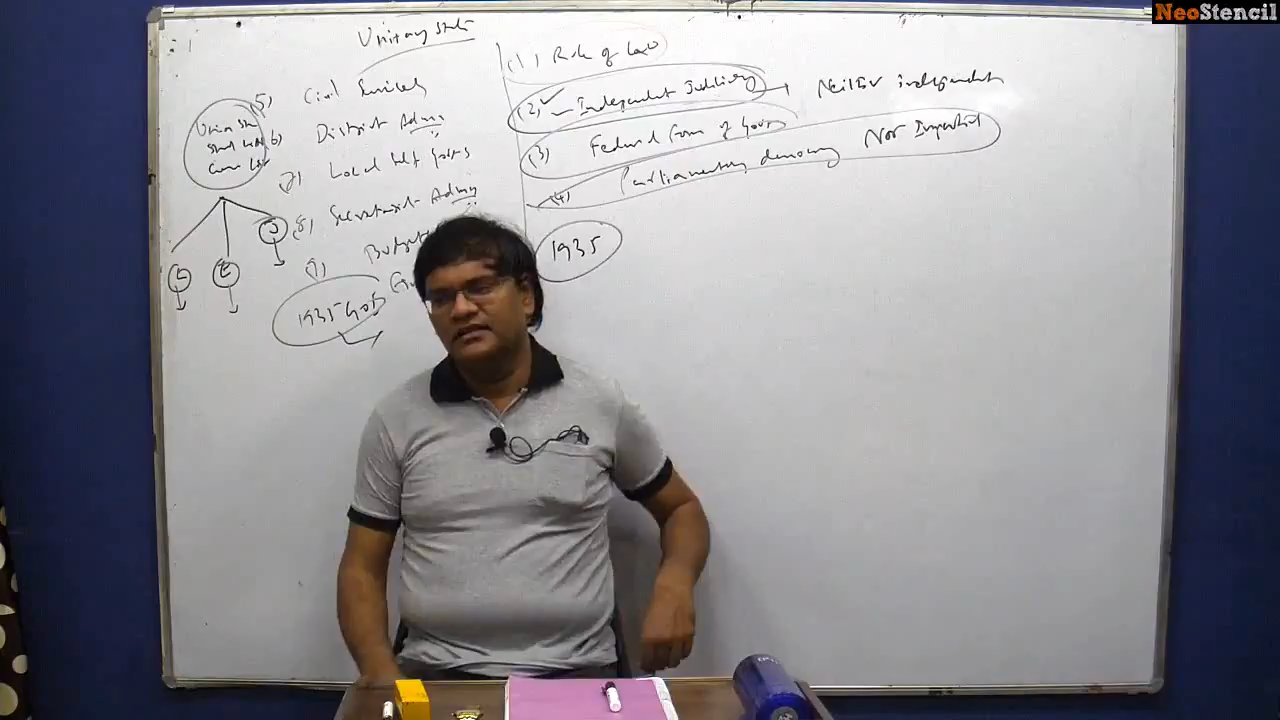 NeoStencil
Unitary state
(5) Civil Services
6) District Admn
7) Local self Govts
(8) Secretariat Admn
(9) Budget
1935 Got
L E J
(1) Rule of law
(2) Independent Judiciary → Neither independent
(3) Federal Form of Govt Nor Impartial
(4) Parliamentary democracy
1935